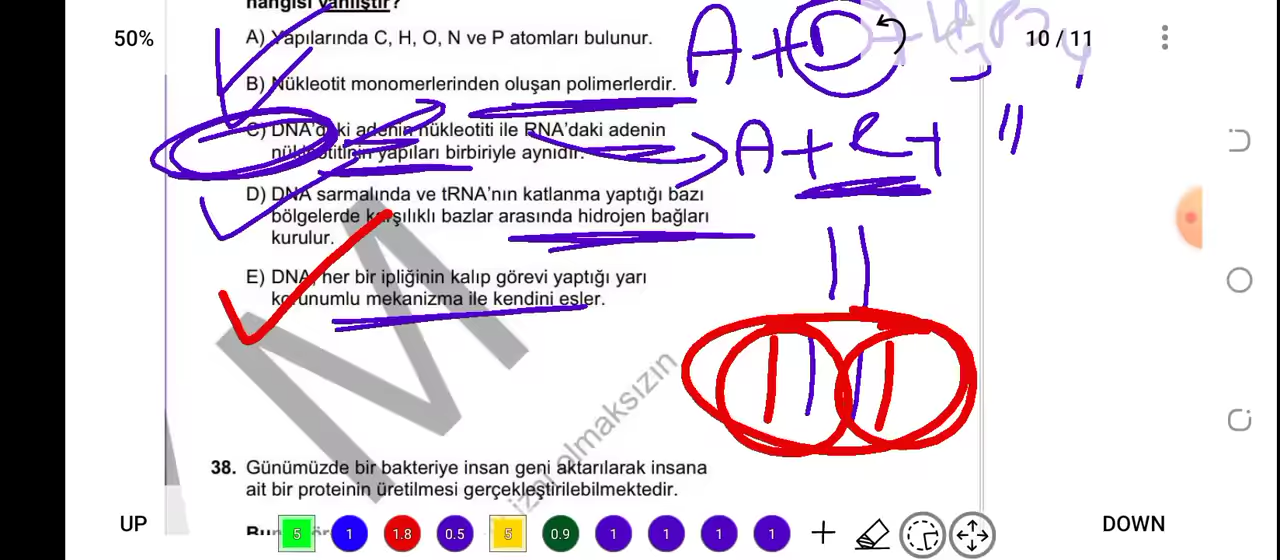 hangisi yanlıştır?
50%
A) Yapılarında C, H, O, N ve P atomları bulunur.
10 / 11
B) Nükleotit monomerlerinden oluşan polimerlerdir.
C) DNA'daki adenin nükleotiti ile RNA'daki adenin
nükleotitinin yapıları birbiriyle aynıdır.
D) DNA sarmalında ve tRNA'nın katlanma yaptığı bazı
bölgelerde karşılıklı bazlar arasında hidrojen bağları
kurulur.
E) DNA, her bir ipliğinin kalıp görevi yaptığı yarı
korunumlu mekanizma ile kendini eşler.
A + D
A + R + "
M
izni olmaksızın
38. Günümüzde bir bakteriye insan geni aktarılarak insana
ait bir proteinin üretilmesi gerçekleştirilebilmektedir.
UP
5 1 1.8 0.5 5 0.9 1 1 1 1
DOWN